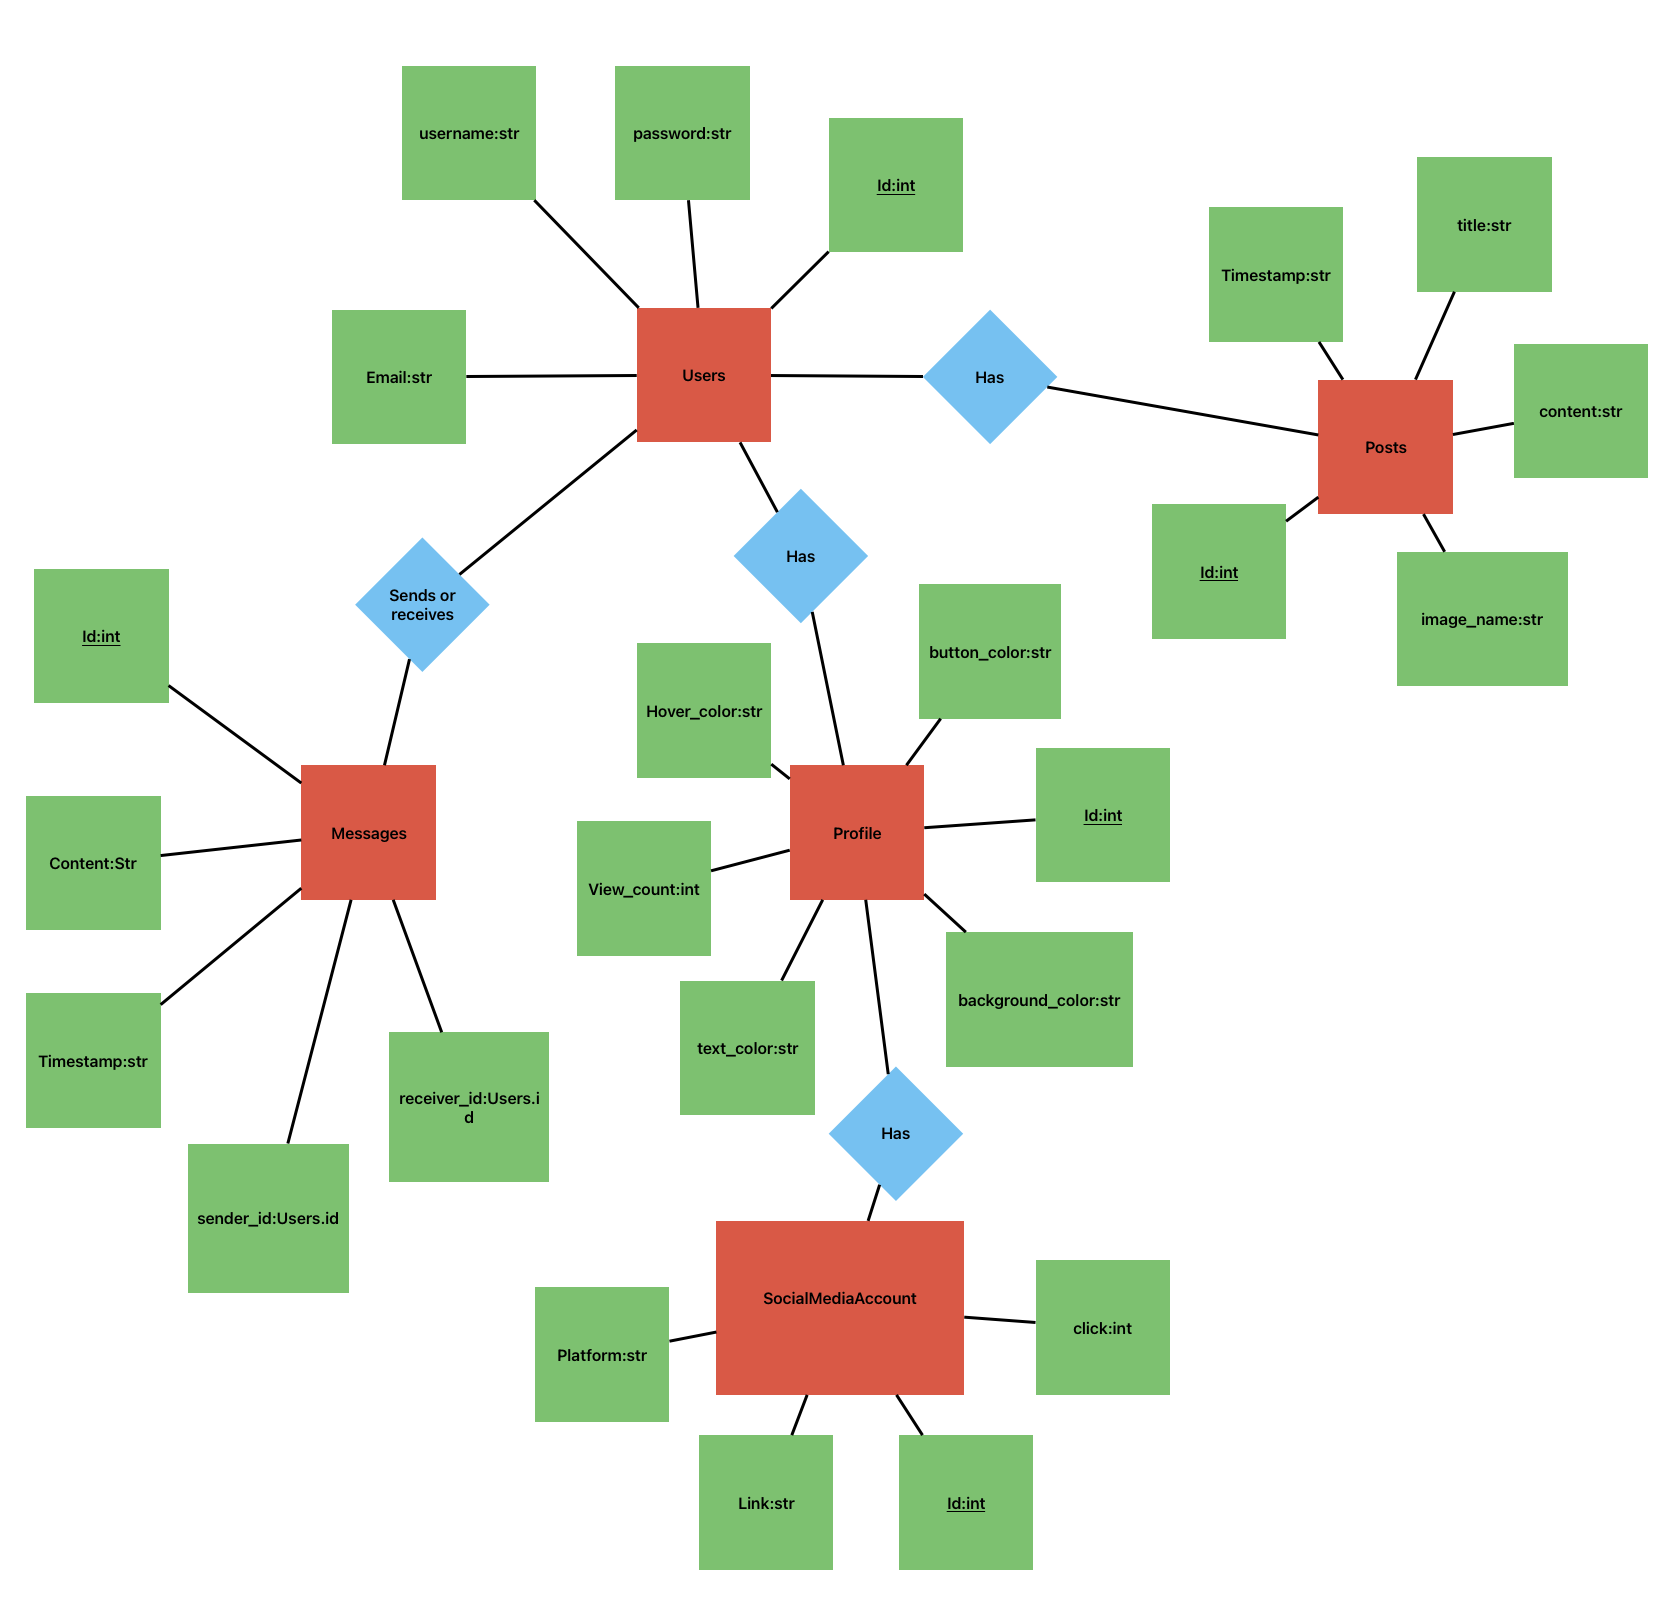 username:str
password:str
Id:int
title:str
Timestamp:str
Email:str
Users
Has
content:str
Posts
Has
Id:int
Sends or
receives
image_name:str
Id:int
button_color:str
Hover_color:str
Id:int
Messages
Profile
Content:Str
View_count:int
background_color:str
text_color:str
Timestamp:str
receiver_id:Users.i
d
Has
sender_id:Users.id
SocialMediaAccount
click:int
Platform:str
Link:str
Id:int